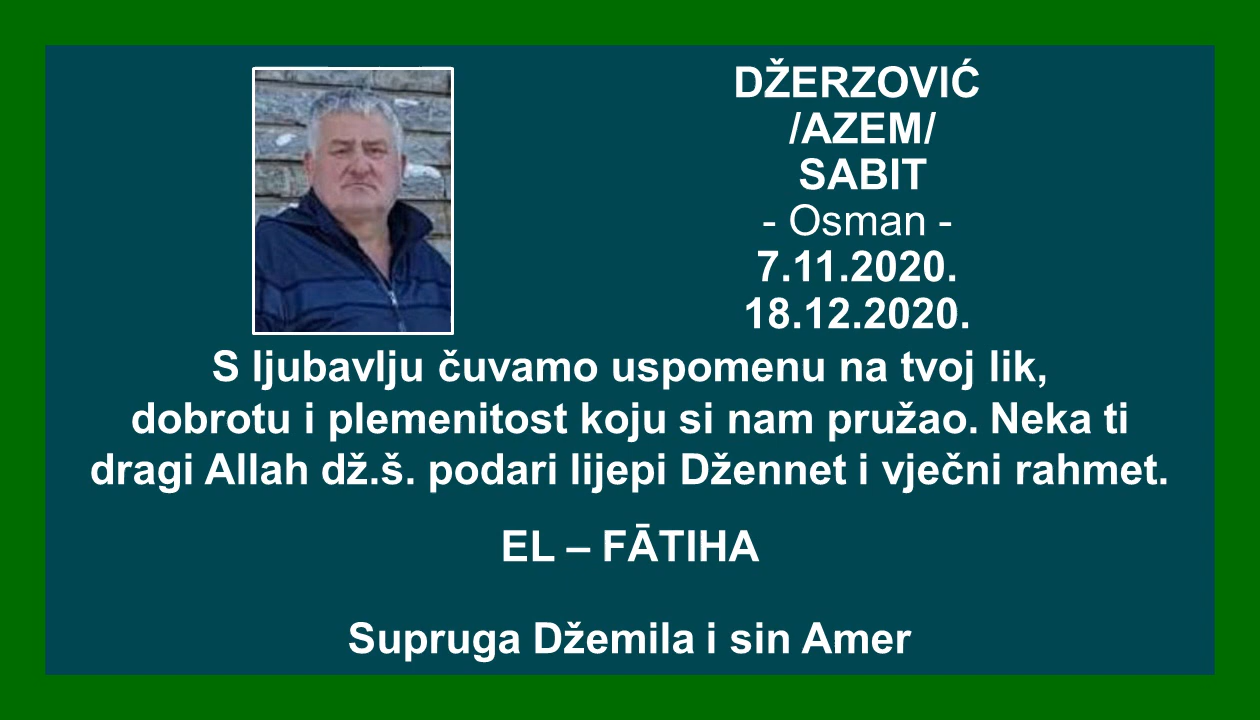 DŽERZOVIĆ
/AZEM/
SABIT
- Osman -
7.11.2020.
18.12.2020.
S ljubavlju čuvamo uspomenu na tvoj lik,
dobrotu i plemenitost koju si nam pružao. Neka ti
dragi Allah dž.š. podari lijepi Džennet i vječni rahmet.
EL – FĀTIHA
Supruga Džemila i sin Amer